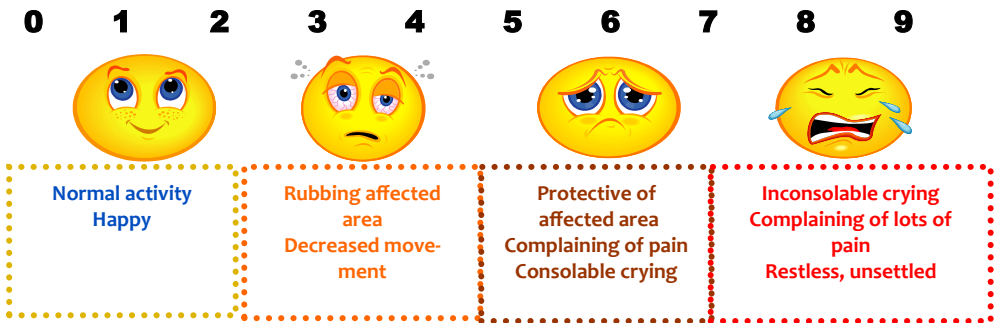 0 1 2 3 4 5 6 7 8 9
Normal activity
Happy
Rubbing affected
area
Decreased move-
ment
Protective of
affected area
Complaining of pain
Consolable crying
Inconsolable crying
Complaining of lots of
pain
Restless, unsettled